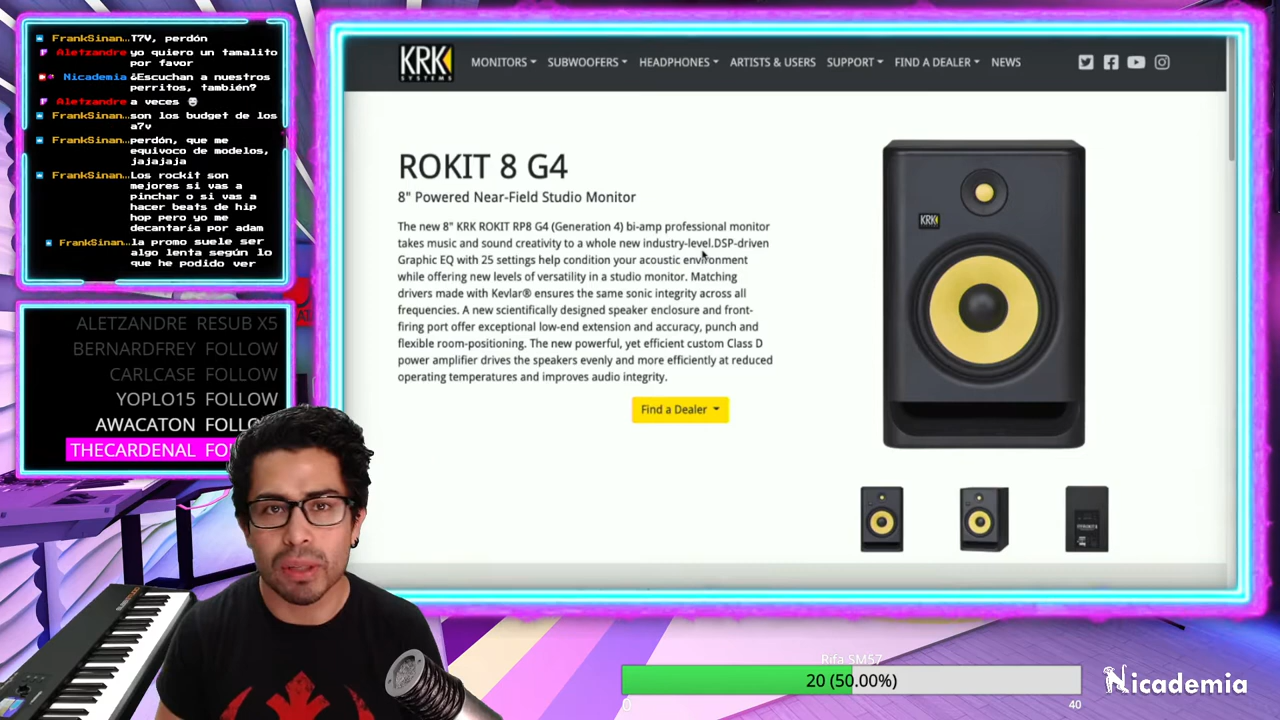 FrankSinan... T7V, perdón
Aletzandre yo quiero un tamalito
por favor
Nicademia ¿Escuchan a nuestros
perritos, también?
Aletzandre a veces
FrankSinan... son los budget de los
a7v
FrankSinan... perdón, que me
equivoco de modelos,
jajajaja
FrankSinan... Los rockit son
mejores si vas a
pinchar o si vas a
hacer beats de hip
hop pero yo me
decantaría por adam
FrankSinan... la promo suele ser
algo lenta según lo
que he podido ver
ALETZANDRE RESUB X5
BERNARDFREY FOLLOW
CARLCASE FOLLOW
YOPLO15 FOLLOW
AWACATON FOLLO
THECARDENAL FO
KRK
SYSTEMS
MONITORS SUBWOOFERS HEADPHONES ARTISTS & USERS SUPPORT FIND A DEALER NEWS
ROKIT 8 G4
8" Powered Near-Field Studio Monitor
The new 8" KRK ROKIT RP8 G4 (Generation 4) bi-amp professional monitor
takes music and sound creativity to a whole new industry-level.DSP-driven
Graphic EQ with 25 settings help condition your acoustic environment
while offering new levels of versatility in a studio monitor. Matching
drivers made with Kevlar® ensures the same sonic integrity across all
frequencies. A new scientifically designed speaker enclosure and front-
firing port offer exceptional low-end extension and accuracy, punch and
flexible room-positioning. The new powerful, yet efficient custom Class D
power amplifier drives the speakers evenly and more efficiently at reduced
operating temperatures and improves audio integrity.
Find a Dealer
KRK
Rifa SM57
20 (50.00%)
0
40
Nicademia